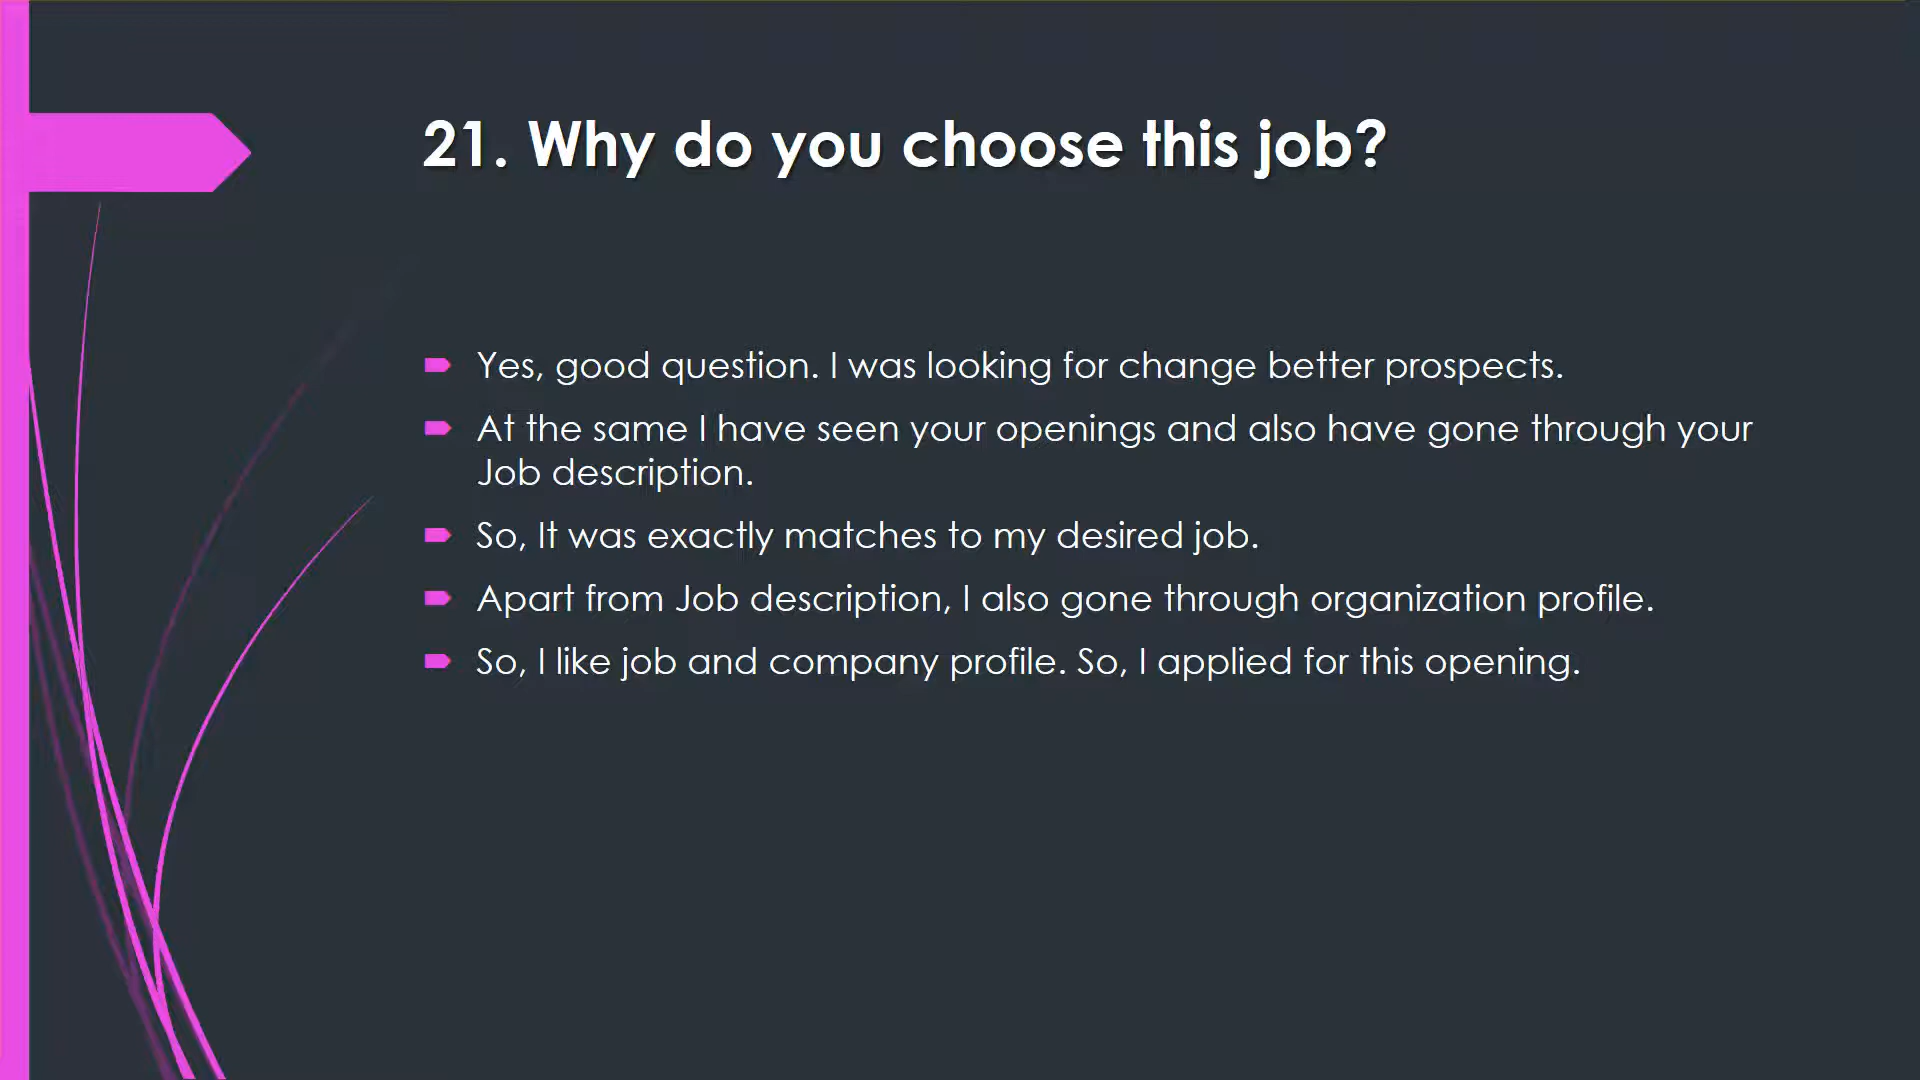 21. Why do you choose this job?
Yes, good question. I was looking for change better prospects.
At the same I have seen your openings and also have gone through your
Job description.
So, It was exactly matches to my desired job.
Apart from Job description, I also gone through organization profile.
So, I like job and company profile. So, I applied for this opening.